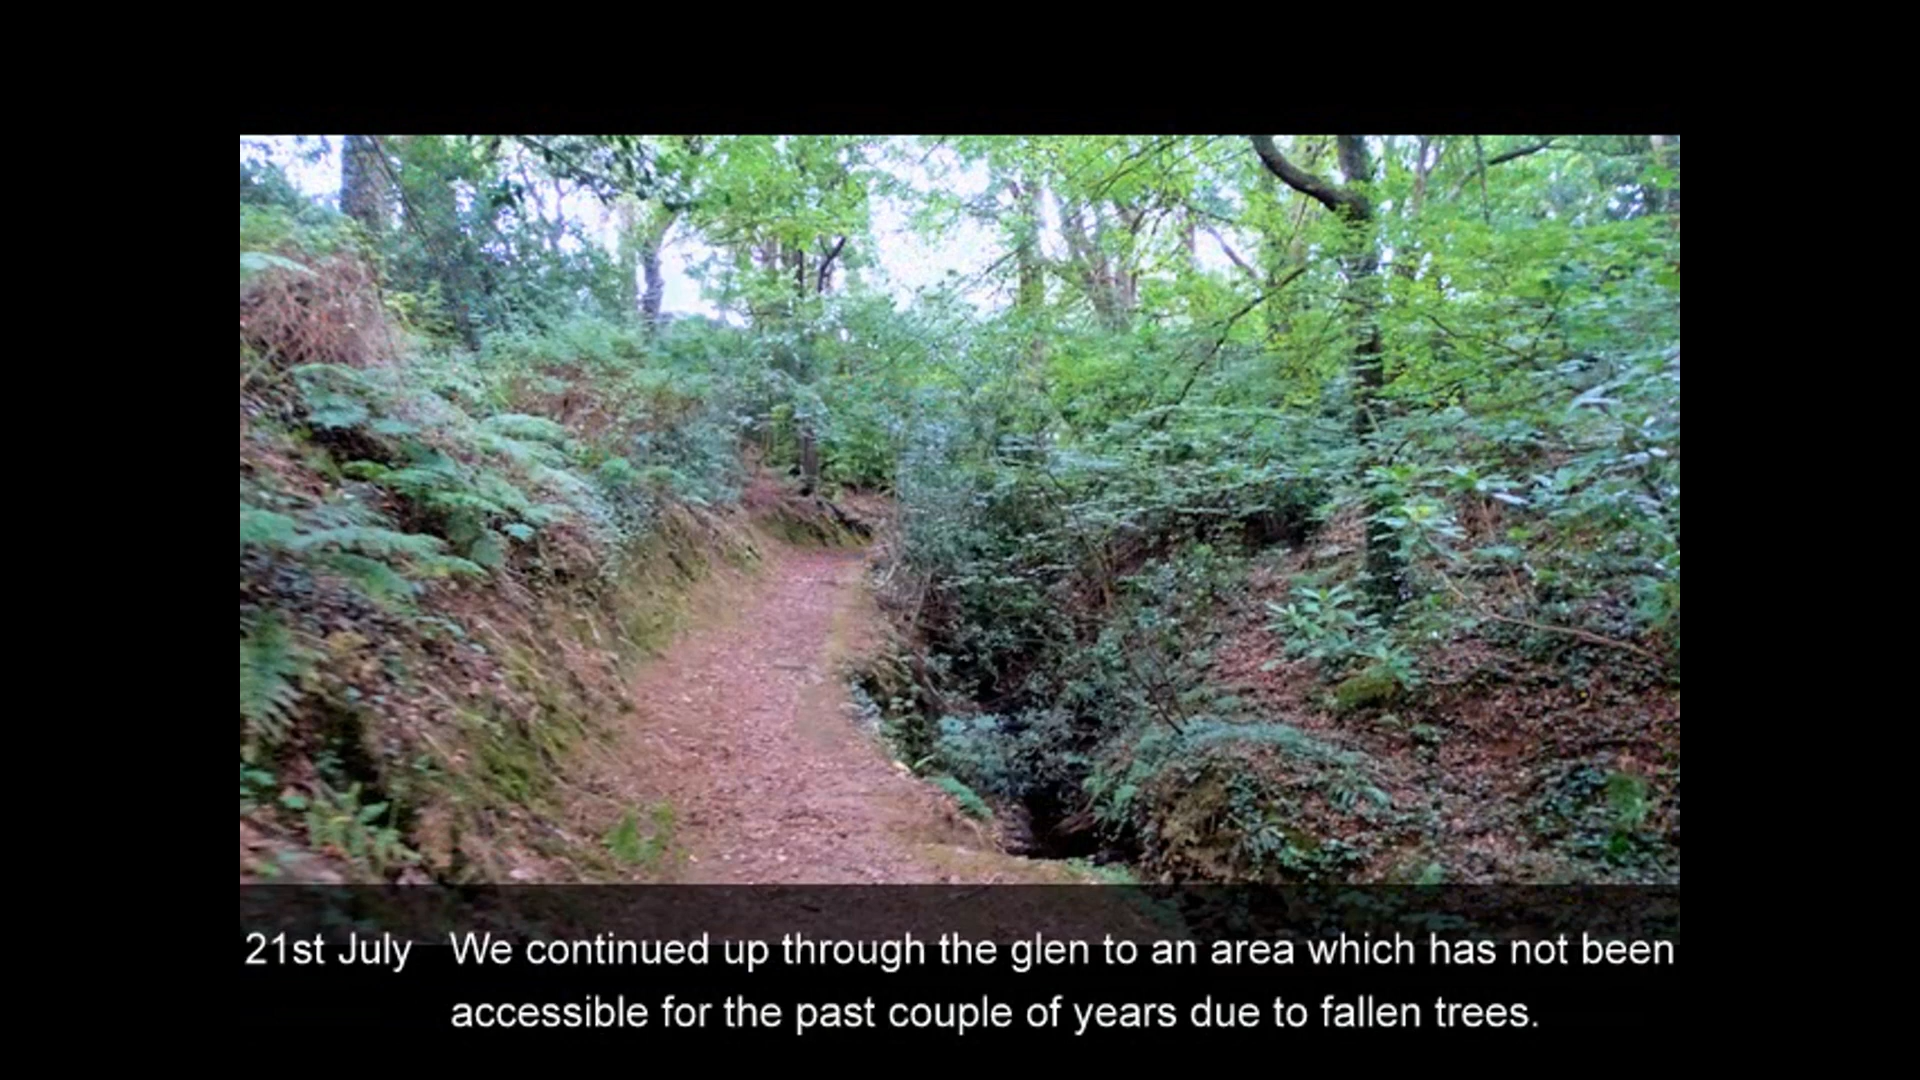 21st July We continued up through the glen to an area which has not been
accessible for the past couple of years due to fallen trees.